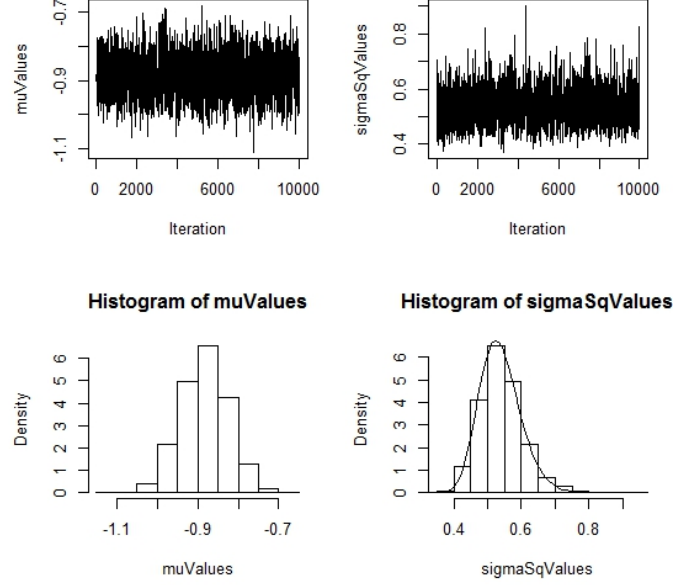 muValues
-0.7
-0.9
-1.1
0 2000 6000 10000
Iteration
sigmaSqValues
0.8
0.6
0.4
0 2000 6000 10000
Iteration
Histogram of muValues
Density
6
5
4
3
2
1
0
-1.1 -0.9 -0.7
muValues
Histogram of sigmaSqValues
Density
6
5
4
3
2
1
0
0.4 0.6 0.8
sigmaSqValues